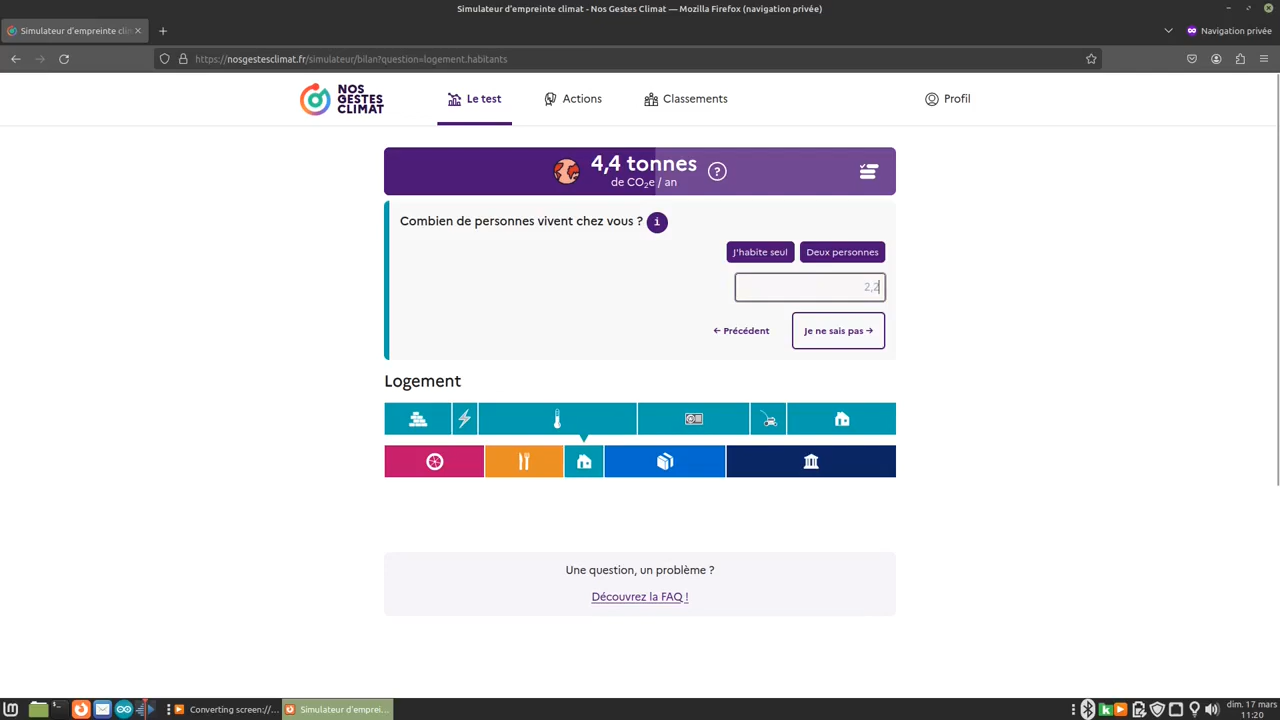 Simulateur d'empreinte climat - Nos Gestes Climat — Mozilla Firefox (navigation privée)
Simulateur d'empreinte clin
Navigation privée
https://nosgestesclimat.fr/simulateur/bilan?question=logement.habitants
NOS
GESTES
CLIMAT
Le test
Actions
Classements
Profil
4,4 tonnes
de CO₂e / an
?
Combien de personnes vivent chez vous ?
i
J'habite seul
Deux personnes
2,2
← Précédent
Je ne sais pas →
Logement
Une question, un problème ?
Découvrez la FAQ !
Converting screen://...
Simulateur d'emprei...
dim. 17 mars
11:20